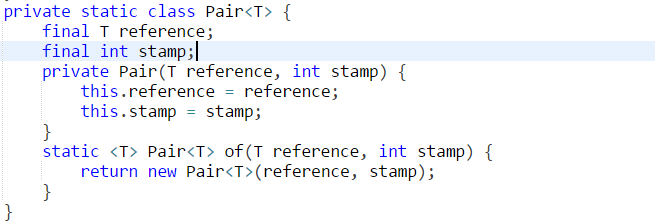 private static class Pair<T> {
    final T reference;
    final int stamp;
    private Pair(T reference, int stamp) {
        this.reference = reference;
        this.stamp = stamp;
    }
    static <T> Pair<T> of(T reference, int stamp) {
        return new Pair<T>(reference, stamp);
    }
}